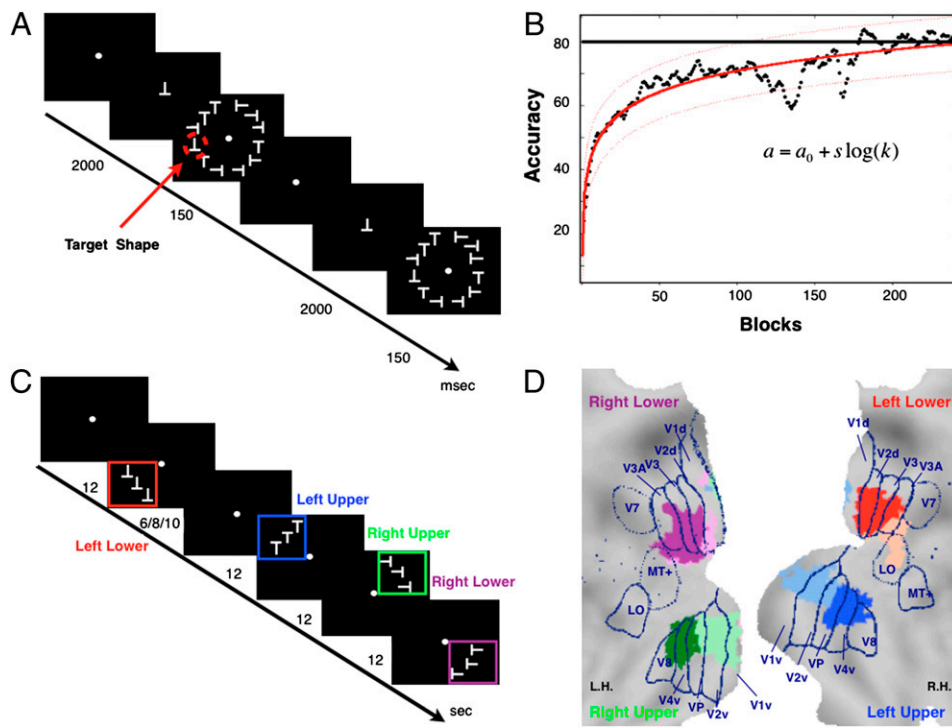 A
2000
150
2000
150
msec
Target Shape
B
Accuracy
80
60
40
20
a = a₀ + s log(k)
50
100
150
200
Blocks
C
12
6/8/10
12
12
12
sec
Left Lower
Left Upper
Right Upper
Right Lower
D
Right Lower
Left Lower
V1d
V2d
V3
V3A
V7
MT+
LO
V1d
V2d
V3
V3A
V7
LO
MT+
V8
V4v
VP
V2v
V1v
V1v
V2v
VP
V4v
V8
L.H.
R.H.
Right Upper
Left Upper